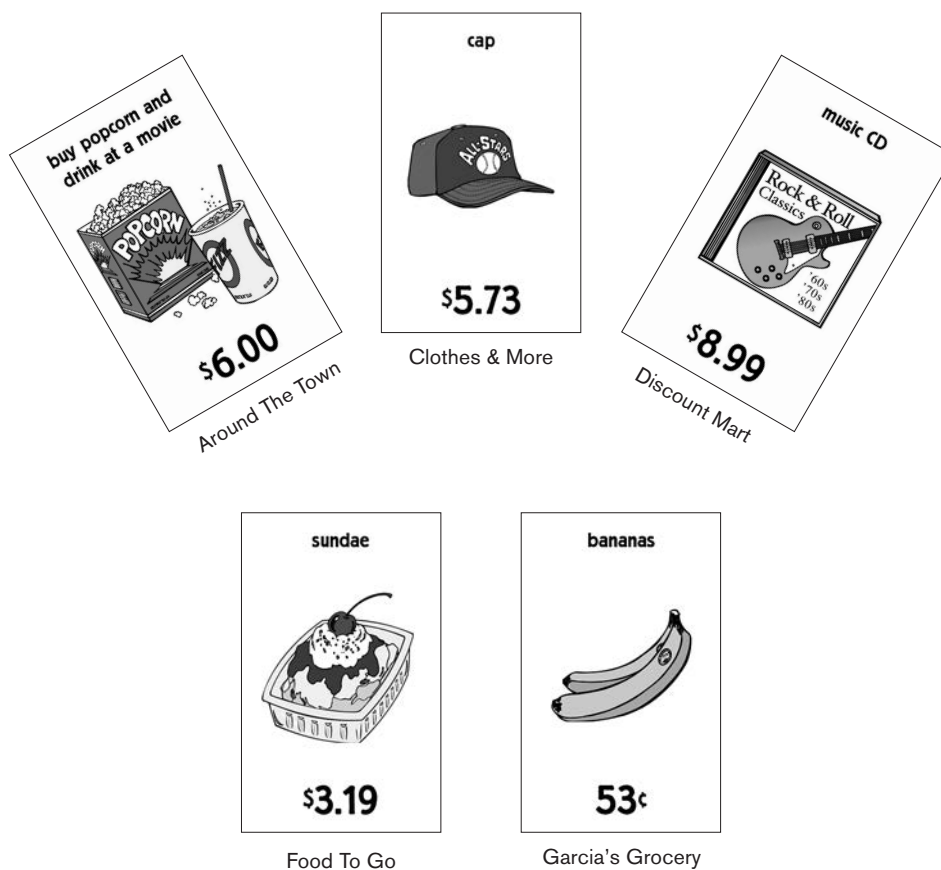 buy popcorn and
drink at a movie
POPCORN
$6.00
Around The Town
cap
ALL-STARS
$5.73
Clothes & More
music CD
Rock & Roll
Classics
'60s
'70s
'80s
$8.99
Discount Mart
sundae
$3.19
Food To Go
bananas
53¢
Garcia's Grocery